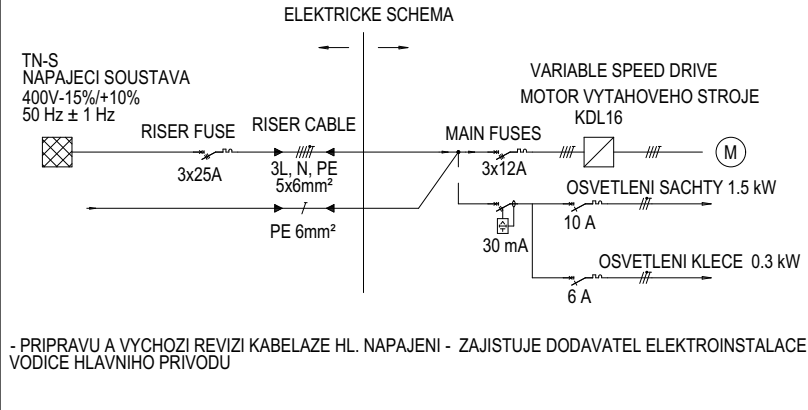 ELEKTRICKE SCHEMA
TN-S
NAPAJECI SOUSTAVA
400V-15%/+10%
50 Hz ± 1 Hz
RISER FUSE
3x25A
RISER CABLE
3L, N, PE
5x6mm²
PE 6mm²
MAIN FUSES
3x12A
VARIABLE SPEED DRIVE
MOTOR VYTAHOVEHO STROJE
KDL16
M
30 mA
OSVETLENI SACHTY 1.5 kW
10 A
OSVETLENI KLECE 0.3 kW
6 A
- PRIPRAVU A VYCHOZI REVIZI KABELAZE HL. NAPAJENI - ZAJISTUJE DODAVATEL ELEKTROINSTALACE
VODICE HLAVNIHO PRIVODU